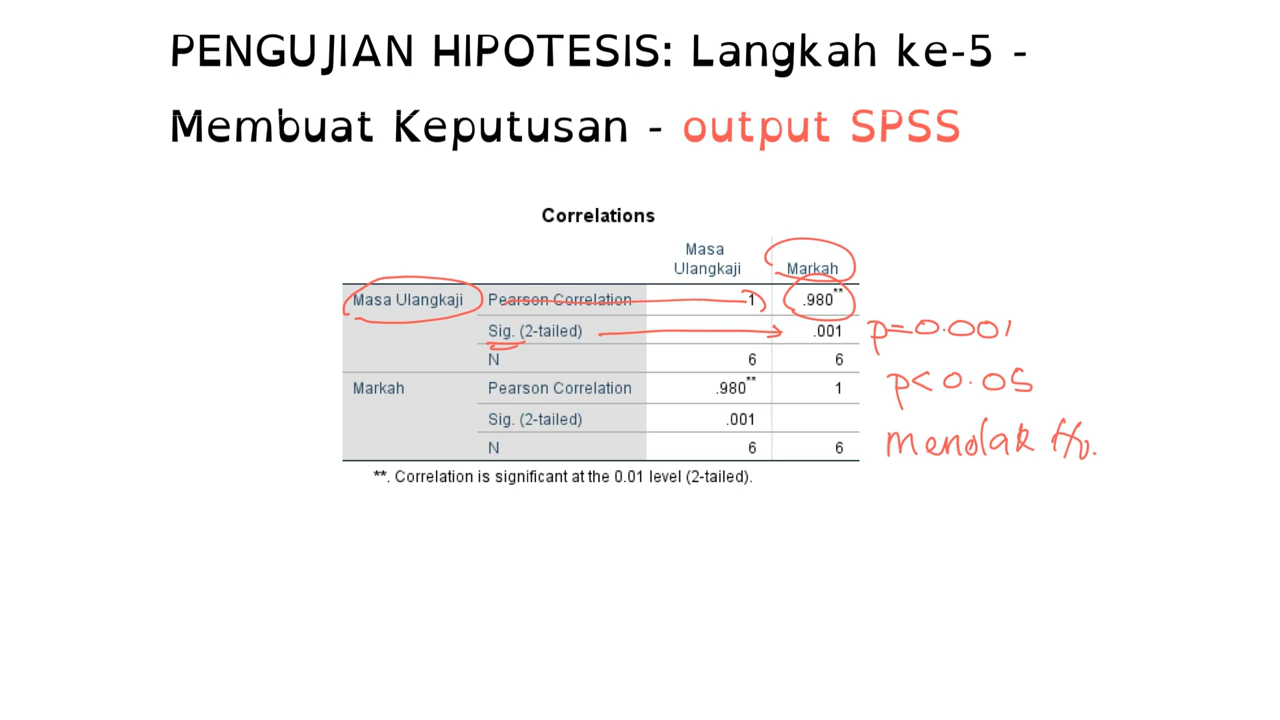 PENGUJIAN HIPOTESIS: Langkah ke-5 -
Membuat Keputusan - output SPSS
Correlations
Masa Ulangkaji Markah
Masa Ulangkaji Pearson Correlation 1 .980**
Sig. (2-tailed) .001 p=0.001
N 6 6
p<0.05
Markah Pearson Correlation .980** 1
Sig. (2-tailed) .001
menolak H0.
N 6 6
**. Correlation is significant at the 0.01 level (2-tailed).